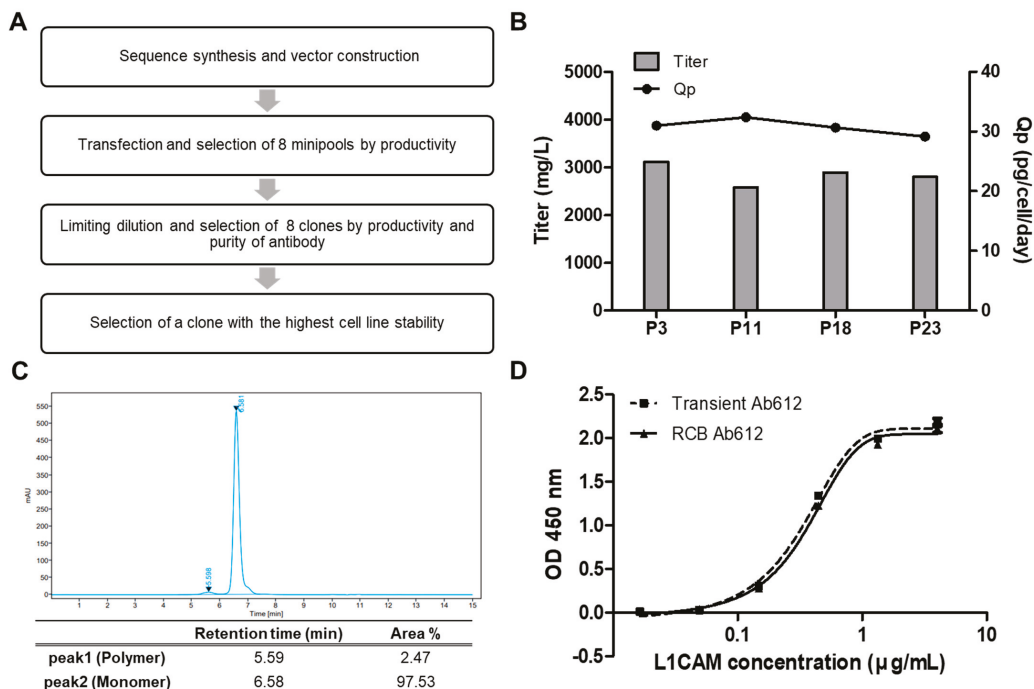 A
Sequence synthesis and vector construction
Transfection and selection of 8 minipools by productivity
Limiting dilution and selection of 8 clones by productivity and
purity of antibody
Selection of a clone with the highest cell line stability
B
Titer
Qp
5000
4000
3000
2000
1000
0
Titer (mg/L)
40
30
20
10
0
Qp (pg/cell/day)
P3
P11
P18
P23
C
550
500
450
400
350
300
250
200
150
100
50
0
mAU
5.598
6.581
1 2 3 4 5 6 7 8 9 10 11 12 13 14 15
Time [min]
Retention time (min) Area %
peak1 (Polymer) 5.59 2.47
peak2 (Monomer) 6.58 97.53
D
Transient Ab612
RCB Ab612
2.5
2.0
1.5
1.0
0.5
0.0
-0.5
OD 450 nm
0.1 1 10
L1CAM concentration (µg/mL)